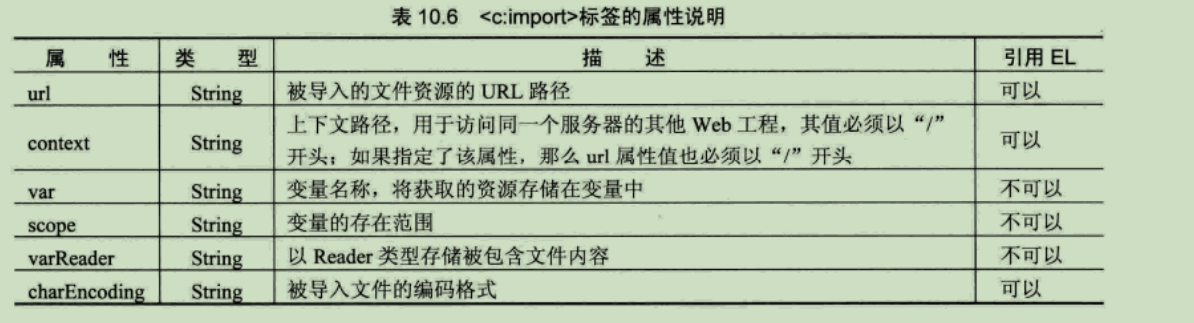 表 10.6 <c:import>标签的属性说明
属 性 类 型 描 述 引用 EL
url String 被导入的文件资源的 URL 路径 可以
context String 上下文路径，用于访问同一个服务器的其他 Web 工程，其值必须以“/” 可以
开头；如果指定了该属性，那么 url 属性值也必须以“/”开头
var String 变量名称，将获取的资源存储在变量中 不可以
scope String 变量的存在范围 不可以
varReader String 以 Reader 类型存储被包含文件内容 不可以
charEncoding String 被导入文件的编码格式 可以